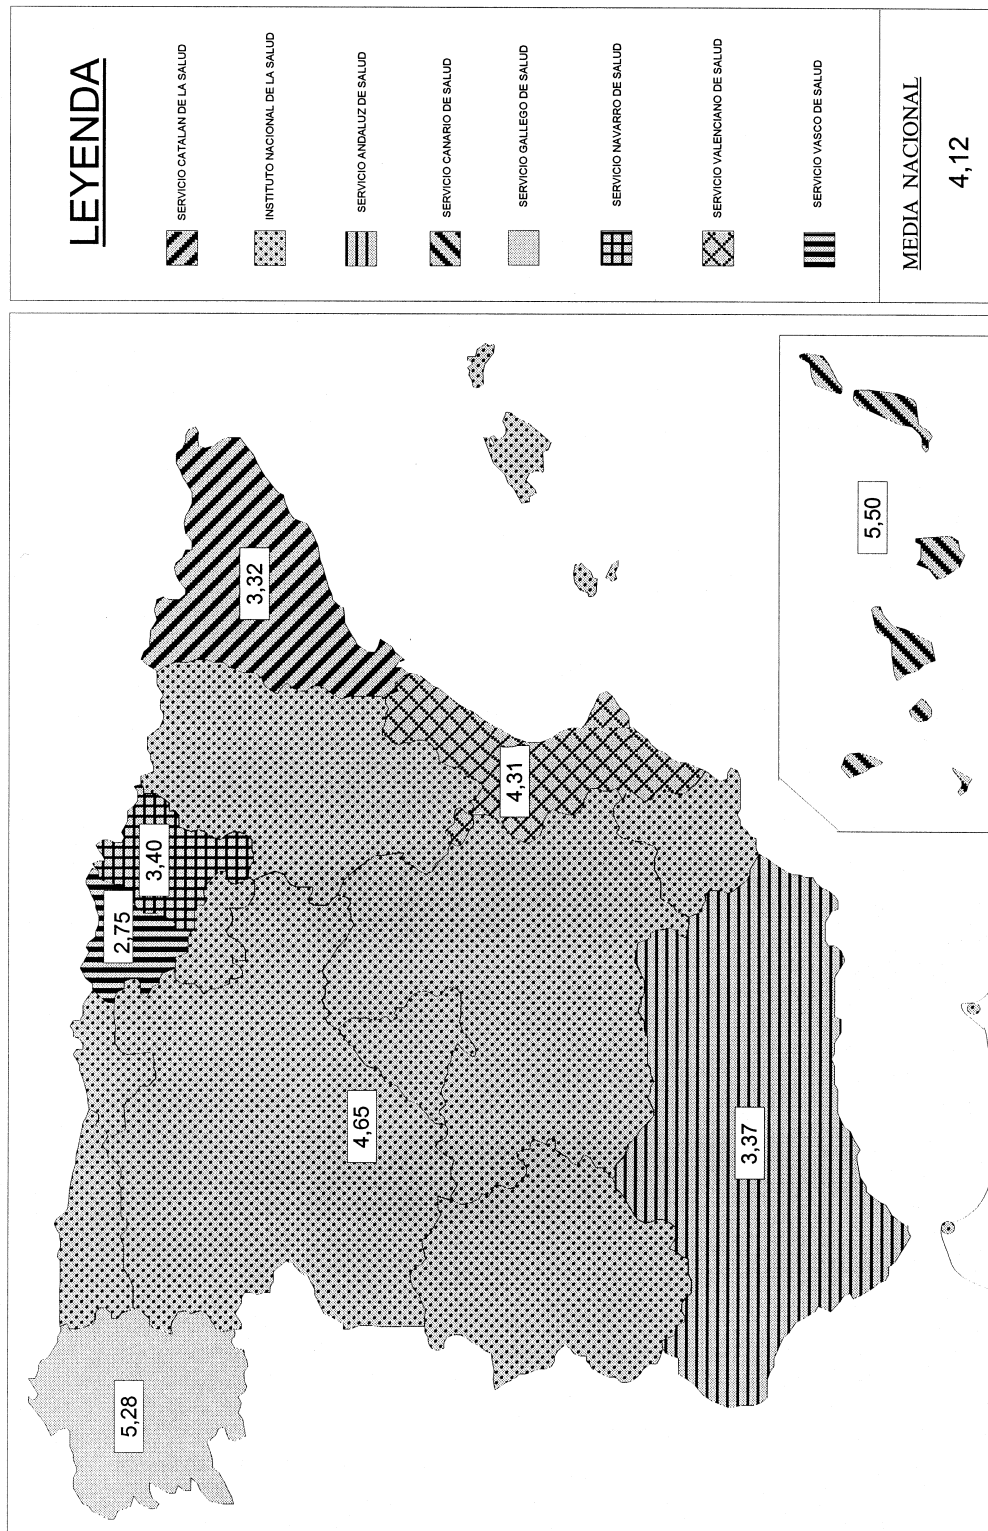 LEYENDA
SERVICIO CATALAN DE LA SALUD
INSTITUTO NACIONAL DE LA SALUD
SERVICIO ANDALUZ DE SALUD
SERVICIO CANARIO DE SALUD
SERVICIO GALLEGO DE SALUD
SERVICIO NAVARRO DE SALUD
SERVICIO VALENCIANO DE SALUD
SERVICIO VASCO DE SALUD
MEDIA NACIONAL
4,12
5,28
2,75
3,40
3,32
4,65
4,31
3,37
5,50